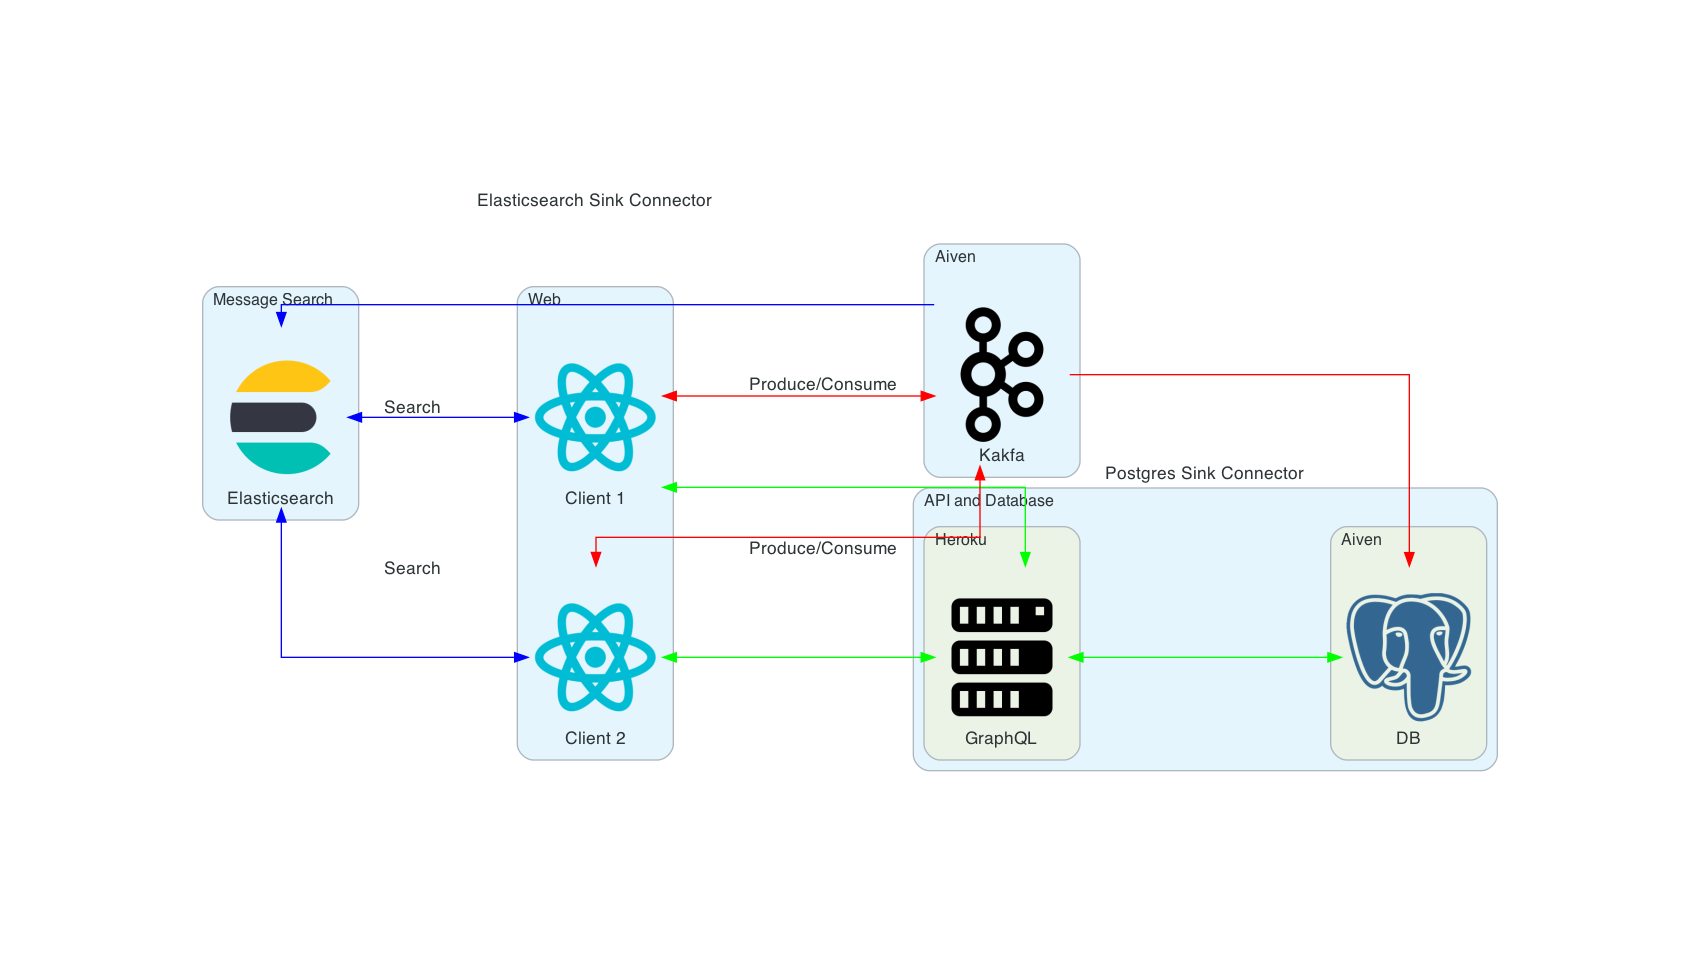 Elasticsearch Sink Connector
Aiven
Message Search
Web
Produce/Consume
Search
Kakfa
Postgres Sink Connector
Elasticsearch
Client 1
API and Database
Heroku
Aiven
Produce/Consume
Search
Client 2
GraphQL
DB